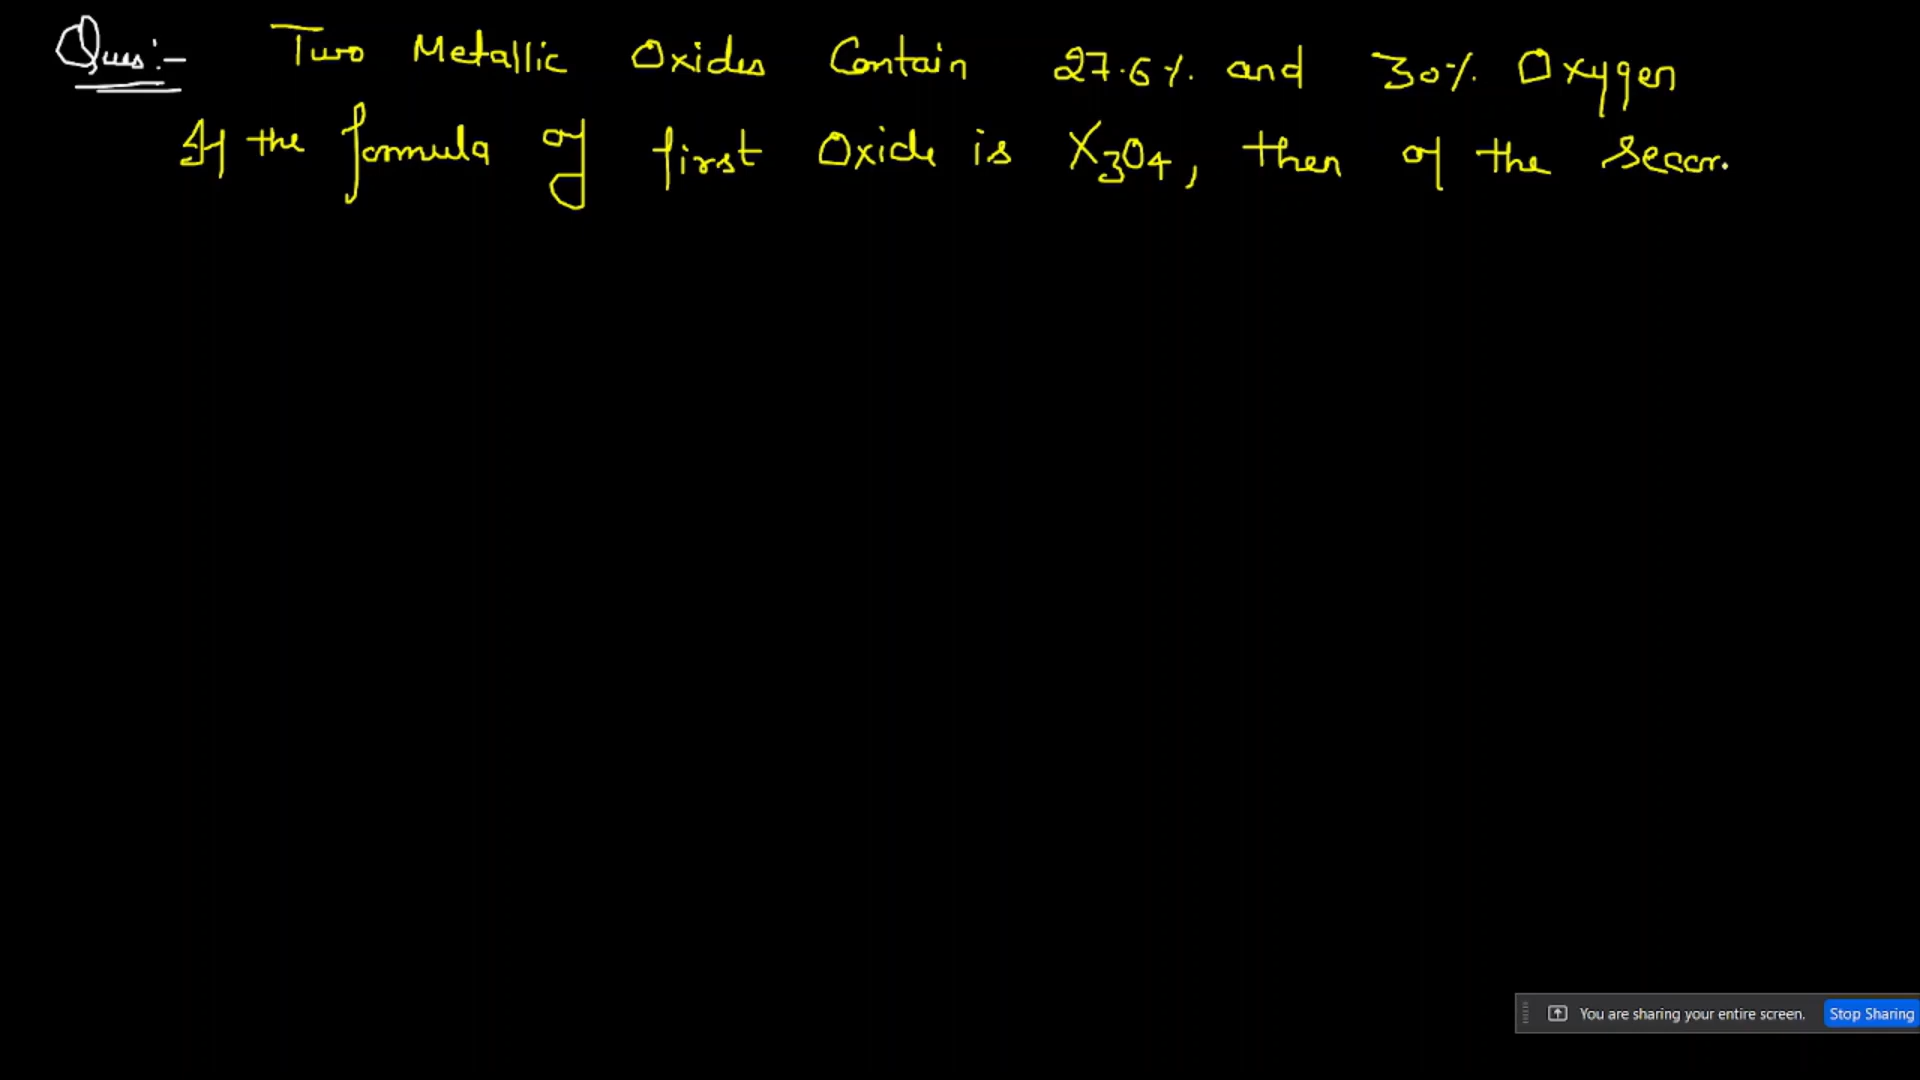 Ques:- Two Metallic Oxides Contain 27.6% and 30% Oxygen
If the formula of first Oxide is X3O4, then of the Secon
You are sharing your entire screen. Stop Sharing